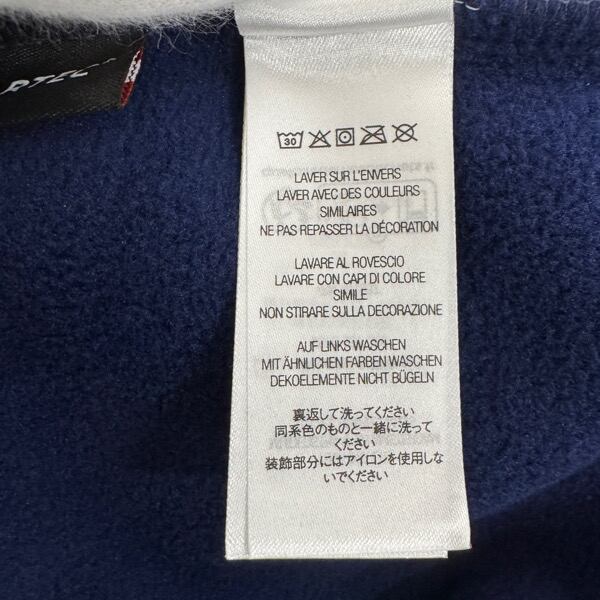 30
LAVER SUR L'ENVERS
LAVER AVEC DES COULEURS
SIMILAIRES
NE PAS REPASSER LA DÉCORATION
LAVARE AL ROVESCIO
LAVARE CON CAPI DI COLORE
SIMILE
NON STIRARE SULLA DECORAZIONE
AUF LINKS WASCHEN
MIT ÄHNLICHEN FARBEN WASCHEN
DEKOELEMENTE NICHT BÜGELN
裏返して洗ってください
同系色のものと一緒に洗って
ください
装飾部分にはアイロンを使用しな
いでください